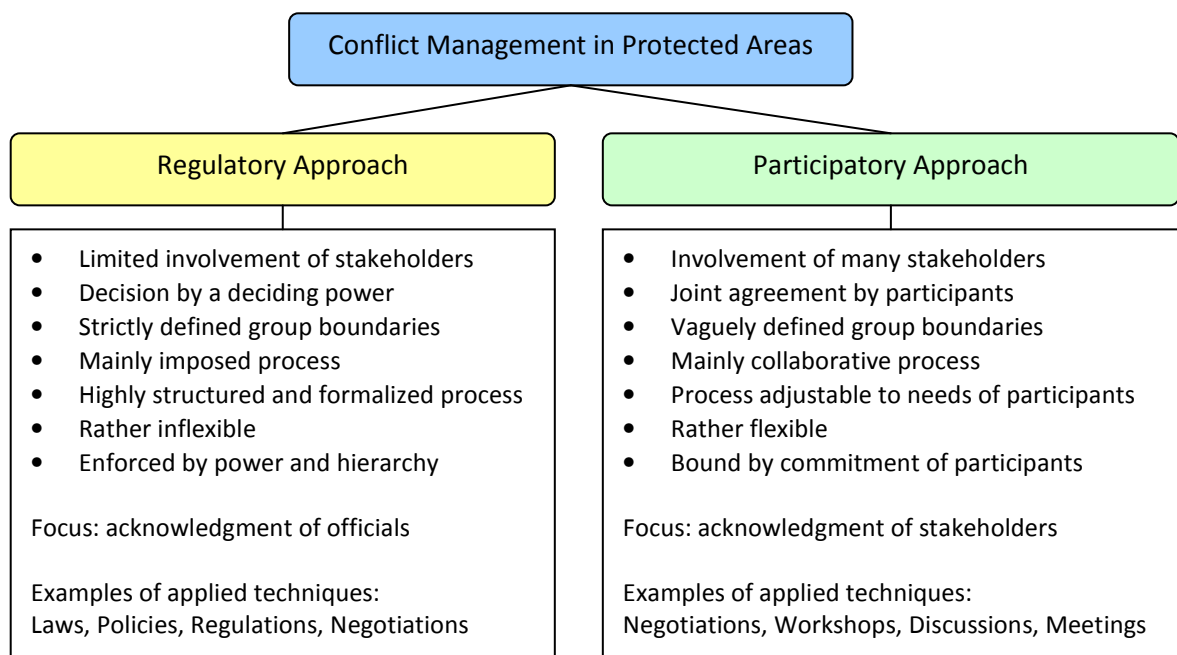 Conflict Management in Protected Areas
Regulatory Approach
• Limited involvement of stakeholders
• Decision by a deciding power
• Strictly defined group boundaries
• Mainly imposed process
• Highly structured and formalized process
• Rather inflexible
• Enforced by power and hierarchy
Focus: acknowledgment of officials
Examples of applied techniques:
Laws, Policies, Regulations, Negotiations
Participatory Approach
• Involvement of many stakeholders
• Joint agreement by participants
• Vaguely defined group boundaries
• Mainly collaborative process
• Process adjustable to needs of participants
• Rather flexible
• Bound by commitment of participants
Focus: acknowledgment of stakeholders
Examples of applied techniques:
Negotiations, Workshops, Discussions, Meetings